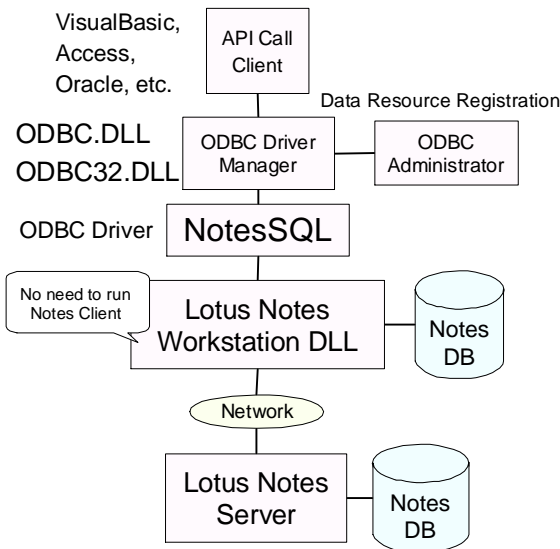 VisualBasic,
Access,
Oracle, etc.
API Call
Client
Data Resource Registration
ODBC.DLL
ODBC32.DLL
ODBC Driver
Manager
ODBC
Administrator
ODBC Driver
NotesSQL
No need to run
Notes Client
Lotus Notes
Workstation DLL
Notes
DB
Network
Lotus Notes
Server
Notes
DB